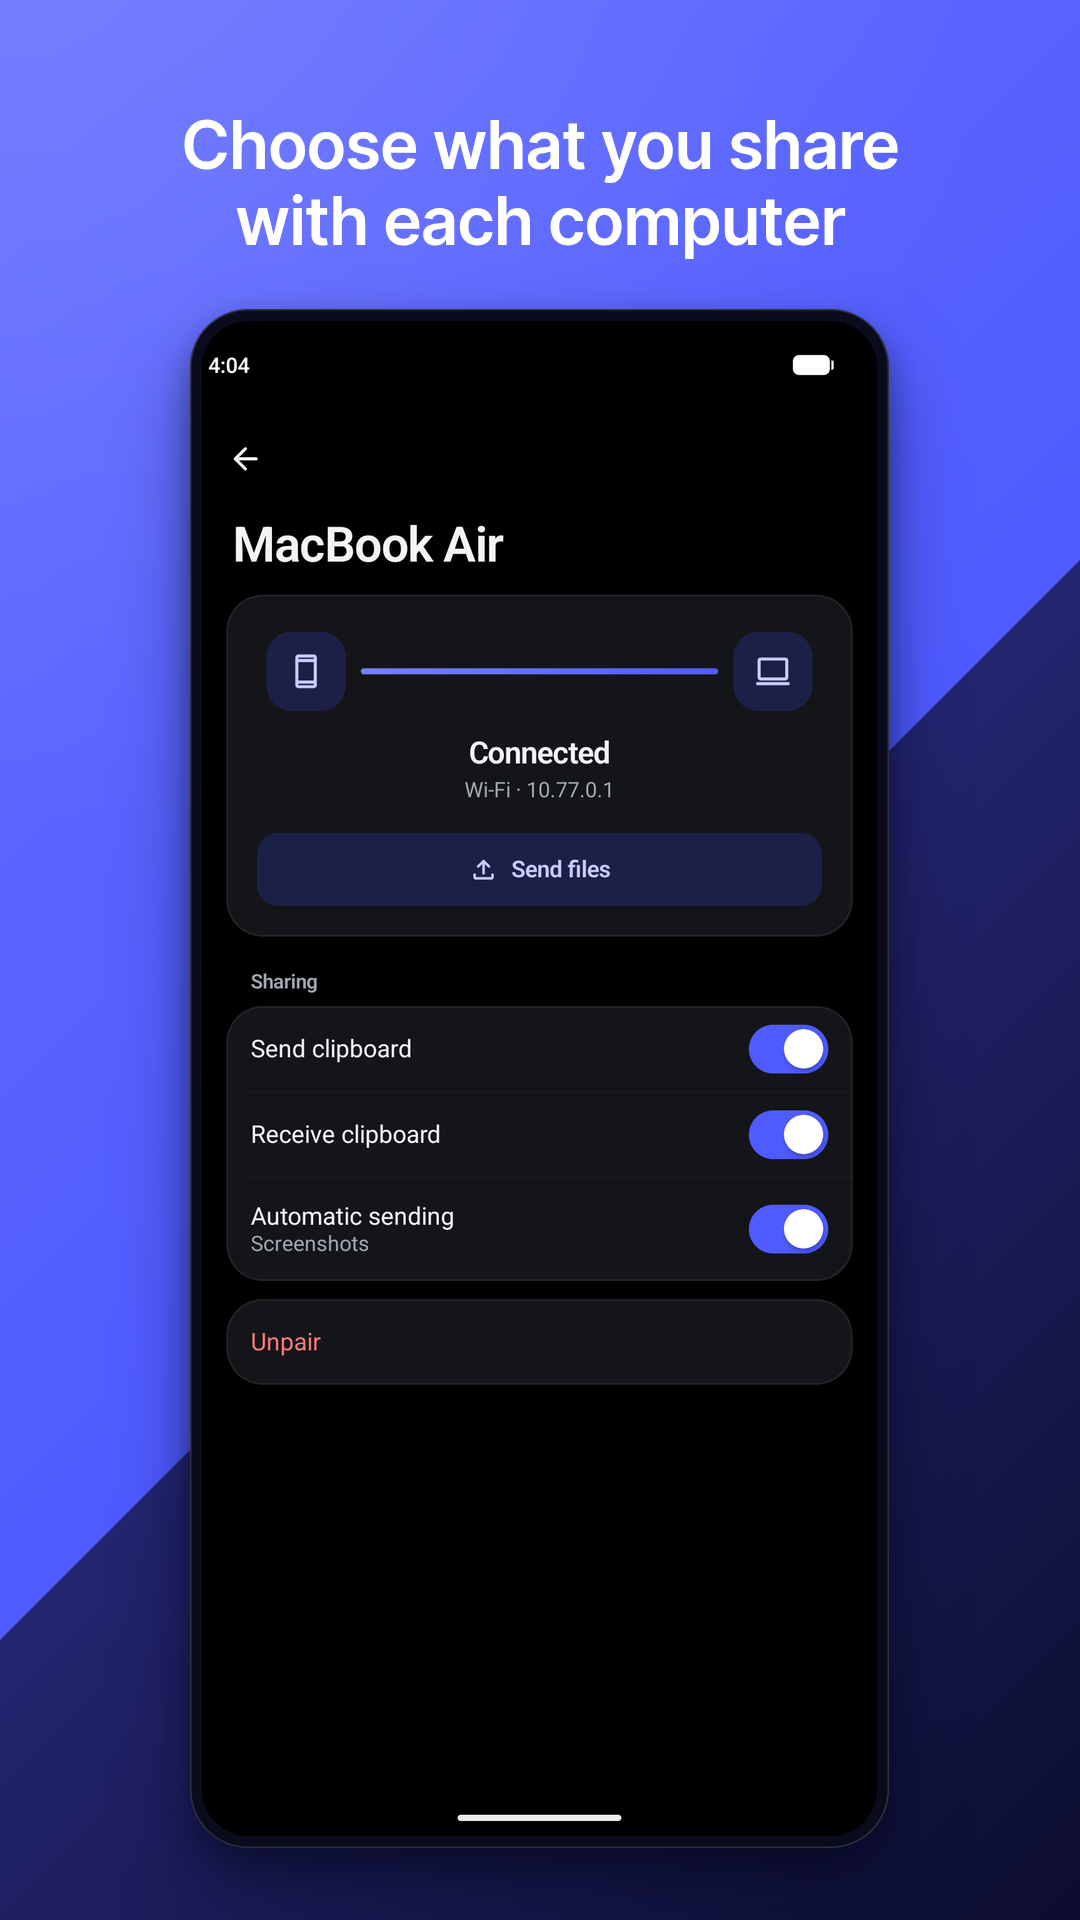 Choose what you share
with each computer
4:04
MacBook Air
Connected
Wi-Fi · 10.77.0.1
Send files
Sharing
Send clipboard
Receive clipboard
Automatic sending
Screenshots
Unpair